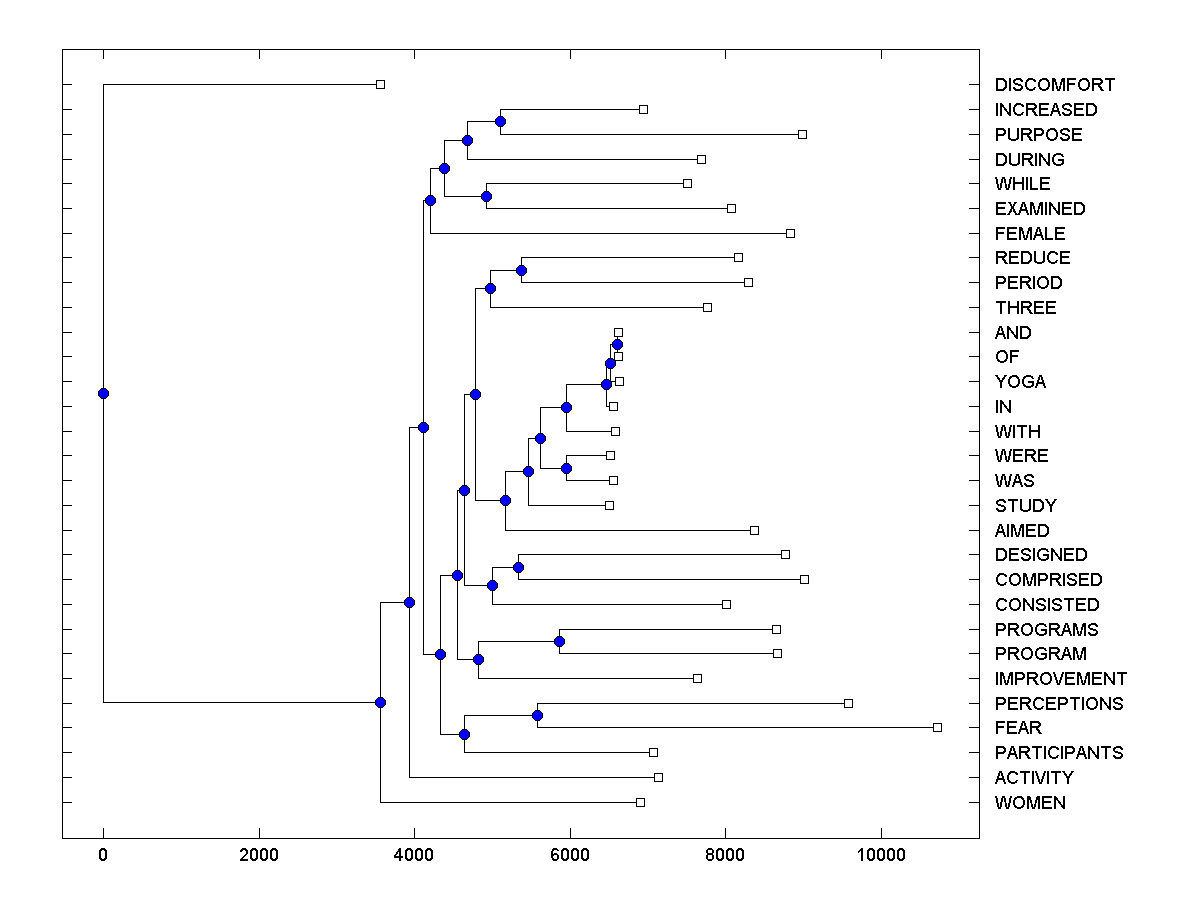 DISCOMFORT
INCREASED
PURPOSE
DURING
WHILE
EXAMINED
FEMALE
REDUCE
PERIOD
THREE
AND
OF
YOGA
IN
WITH
WERE
WAS
STUDY
AIMED
DESIGNED
COMPRISED
CONSISTED
PROGRAMS
PROGRAM
IMPROVEMENT
PERCEPTIONS
FEAR
PARTICIPANTS
ACTIVITY
WOMEN
0 2000 4000 6000 8000 10000